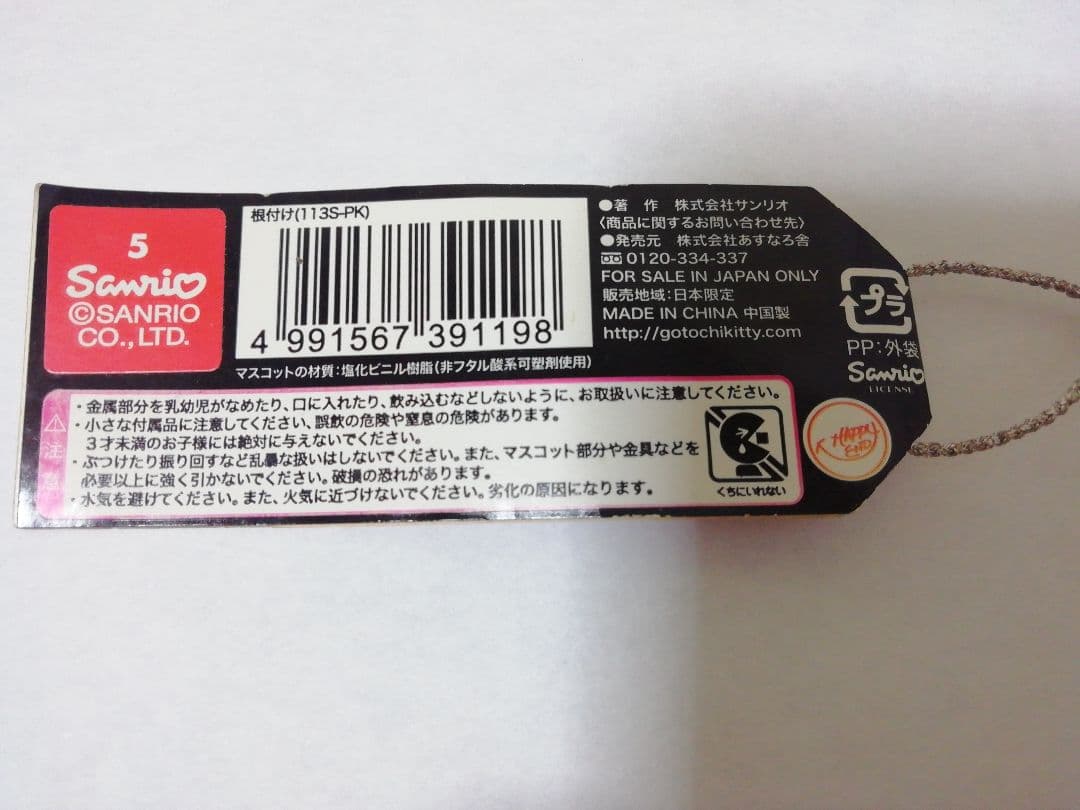 5
Sanrio
©SANRIO
CO., LTD.
根付け(113S-PK)
4 991567 391198
マスコットの材質:塩化ビニル樹脂(非フタル酸系可塑剤使用)
●著 作 株式会社サンリオ
〈商品に関するお問い合わせ先〉
●発売元 株式会社あすなろ舎
0120-334-337
FOR SALE IN JAPAN ONLY
販売地域:日本限定
MADE IN CHINA 中国製
http://gotochikitty.com
プラ
PP:外袋
Sanrio
LICENSE
HAPPY
END
注意
・金属部分を乳幼児がなめたり、口に入れたり、飲み込むなどしないように、お取扱いに注意してください。
・小さな付属品に注意してください、誤飲の危険や窒息の危険があります。
3才未満のお子様には絶対に与えないでください。
・ぶつけたり振り回すなど乱暴な扱いはしないでください。また、マスコット部分や金具などを
必要以上に強く引かないでください。破損の恐れがあります。
・水気を避けてください。また、火気に近づけないでください。劣化の原因になります。
くちにいれない